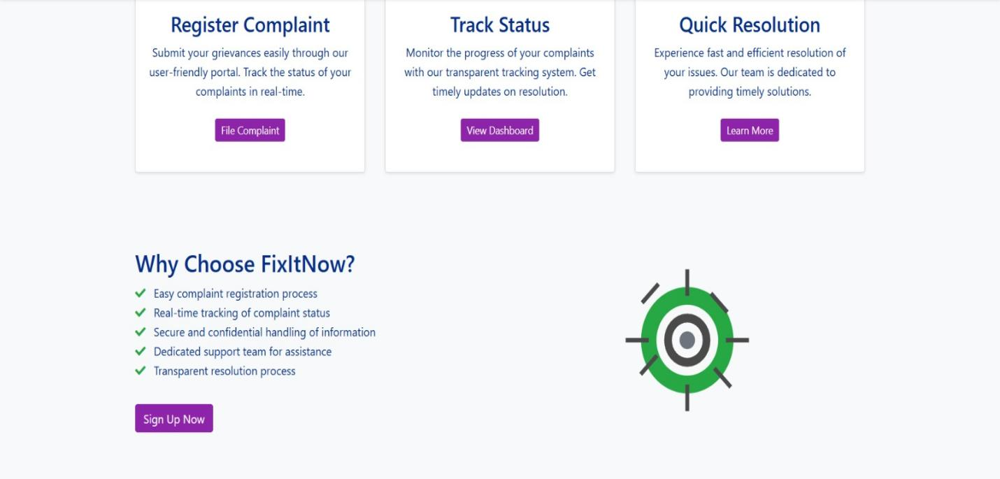 Register Complaint
Submit your grievances easily through our
user-friendly portal. Track the status of your
complaints in real-time.
File Complaint
Track Status
Monitor the progress of your complaints
with our transparent tracking system. Get
timely updates on resolution.
View Dashboard
Quick Resolution
Experience fast and efficient resolution of
your issues. Our team is dedicated to
providing timely solutions.
Learn More
Why Choose FixItNow?
Easy complaint registration process
Real-time tracking of complaint status
Secure and confidential handling of information
Dedicated support team for assistance
Transparent resolution process
Sign Up Now